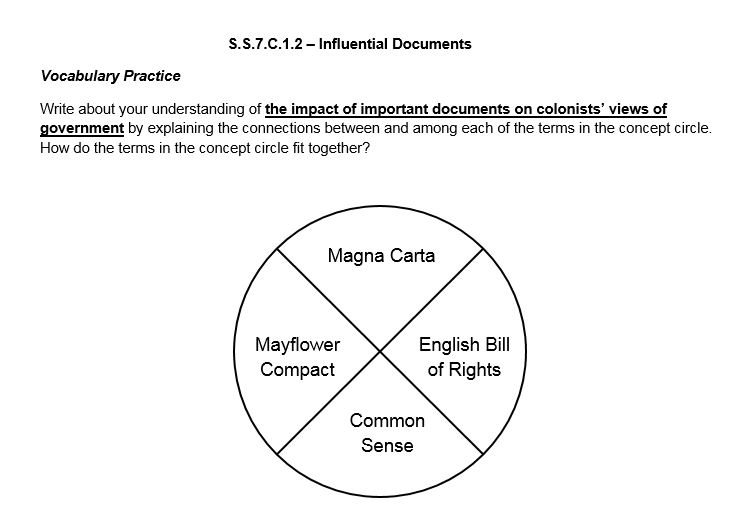 S.S.7.C.1.2 – Influential Documents
Vocabulary Practice
Write about your understanding of the impact of important documents on colonists' views of
government by explaining the connections between and among each of the terms in the concept circle.
How do the terms in the concept circle fit together?
Magna Carta
Mayflower
Compact
English Bill
of Rights
Common
Sense